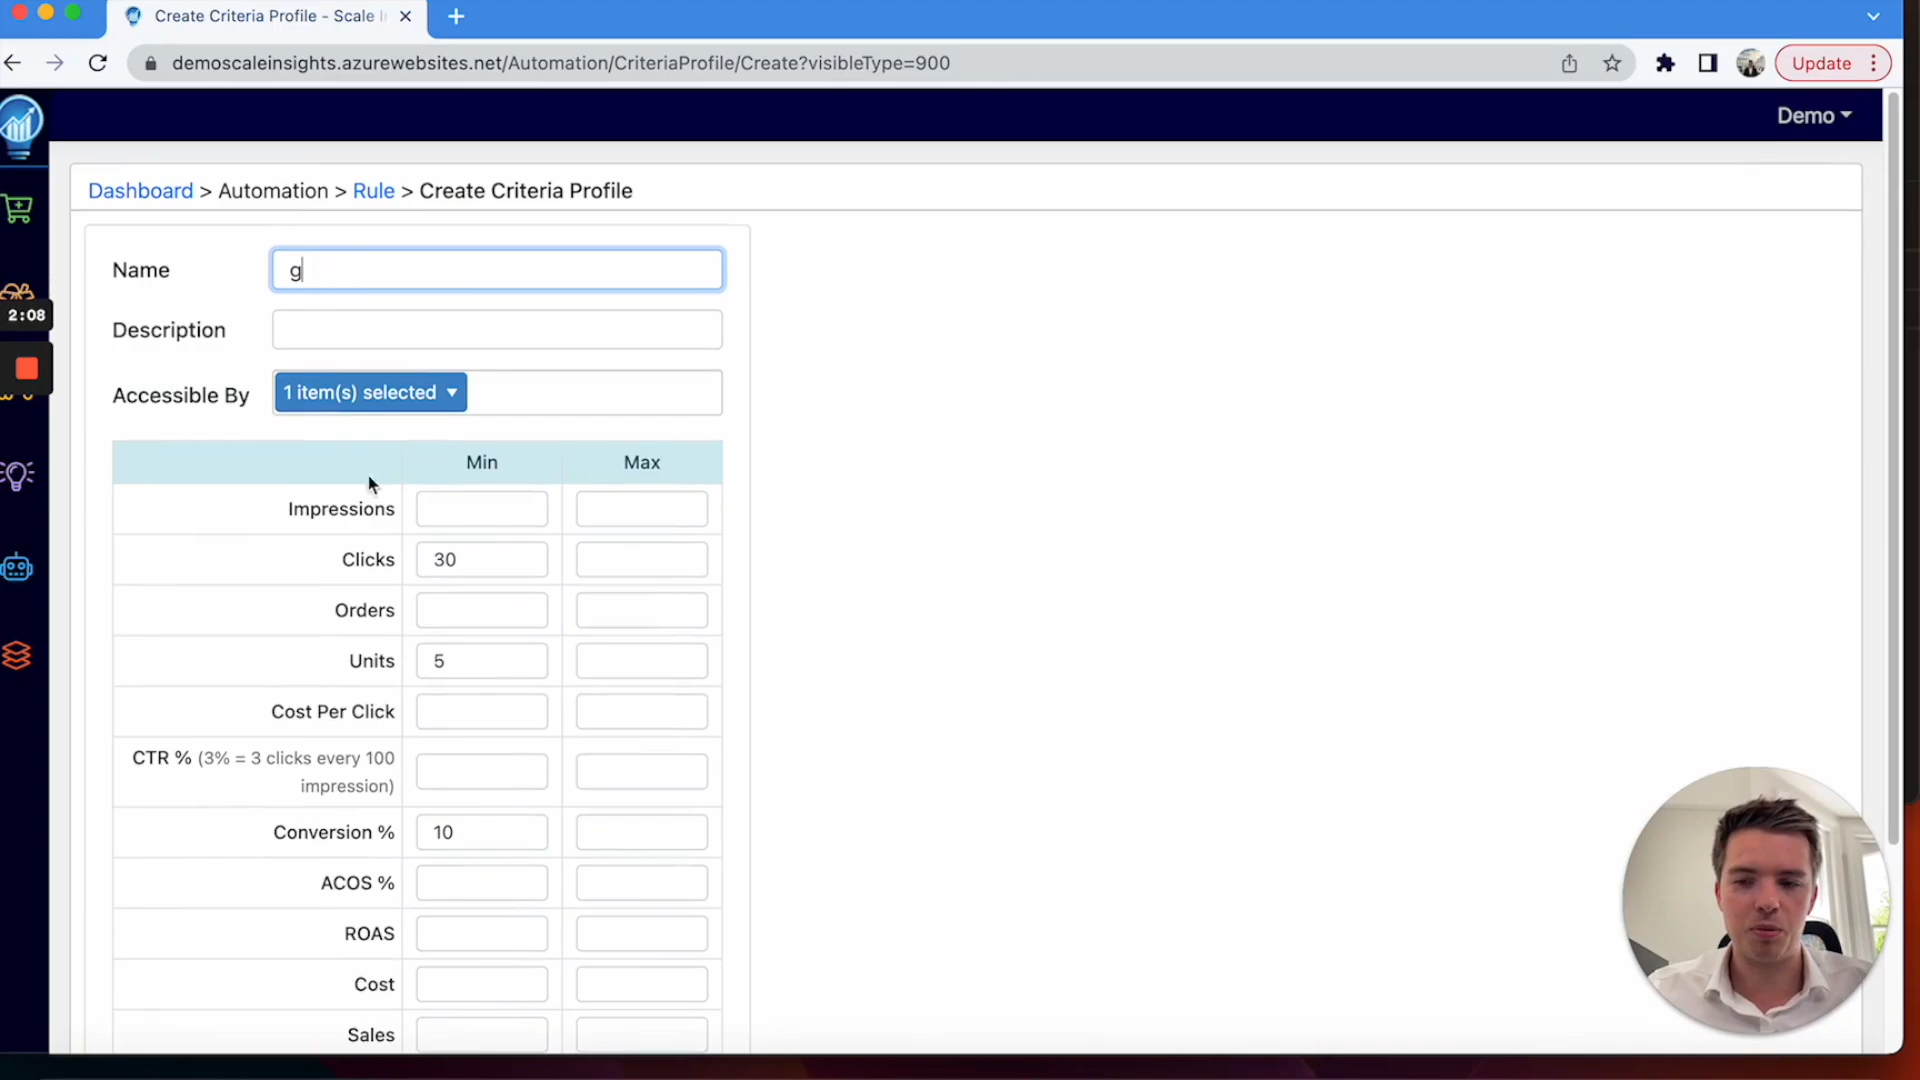 Create Criteria Profile - Scale I
demoscaleinsights.azurewebsites.net/Automation/CriteriaProfile/Create?visibleType=900
Update
Demo
Dashboard > Automation > Rule > Create Criteria Profile
Name
g
2:08
Description
Accessible By
1 item(s) selected
Min
Max
Impressions
Clicks
30
Orders
Units
5
Cost Per Click
CTR % (3% = 3 clicks every 100
impression)
Conversion %
10
ACOS %
ROAS
Cost
Sales